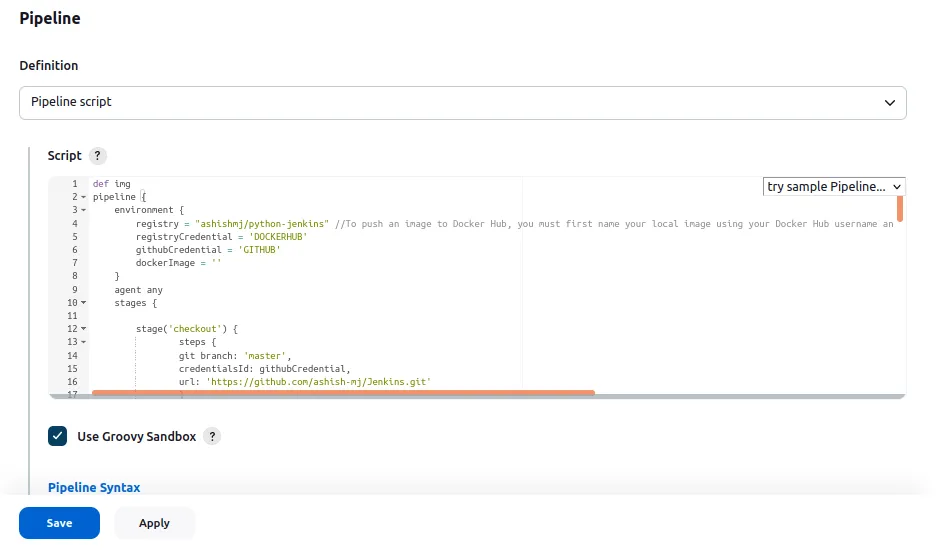 Pipeline
Definition
Pipeline script
Script ?
try sample Pipeline...
1 def img
2 pipeline {
3 environment {
4 registry = "ashishmj/python-jenkins" //To push an image to Docker Hub, you must first name your local image using your Docker Hub username an
5 registryCredential = 'DOCKERHUB'
6 githubCredential = 'GITHUB'
7 dockerImage = ''
8 }
9 agent any
10 stages {
11
12 stage('checkout') {
13 steps {
14 git branch: 'master',
15 credentialsId: githubCredential,
16 url: 'https://github.com/ashish-mj/Jenkins.git'
17
Use Groovy Sandbox ?
Pipeline Syntax
Save Apply